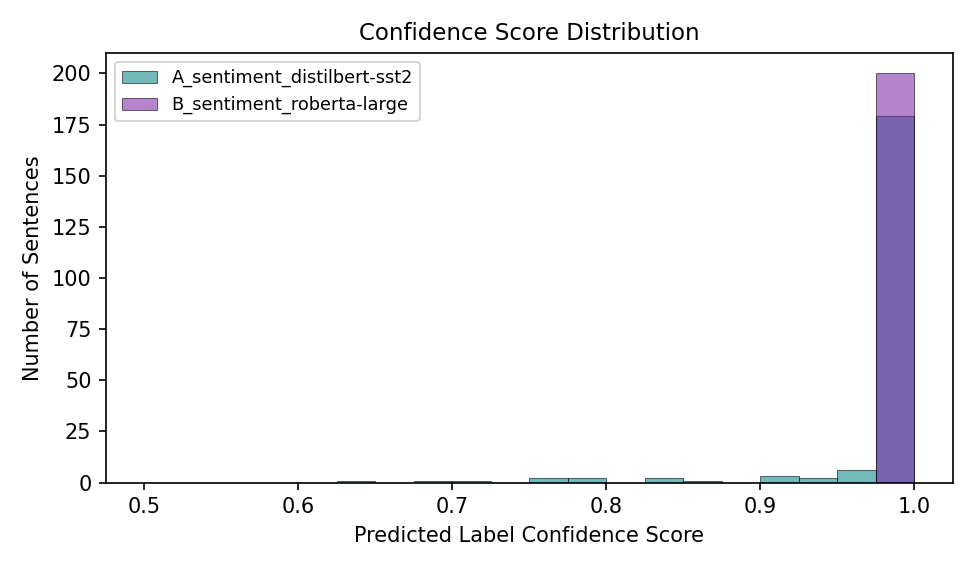 Confidence Score Distribution
A_sentiment_distilbert-sst2
B_sentiment_roberta-large
Number of Sentences
200
175
150
125
100
75
50
25
0
0.5 0.6 0.7 0.8 0.9 1.0
Predicted Label Confidence Score